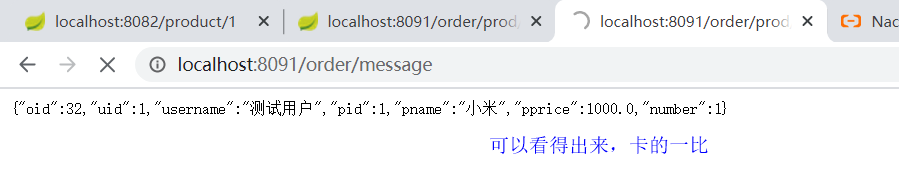 localhost:8082/product/1
localhost:8091/order/prod
localhost:8091/order/prod
Nac
localhost:8091/order/message
{"oid":32,"uid":1,"username":"测试用户","pid":1,"pname":"小米","pprice":1000.0,"number":1}
可以看得出来，卡的一比